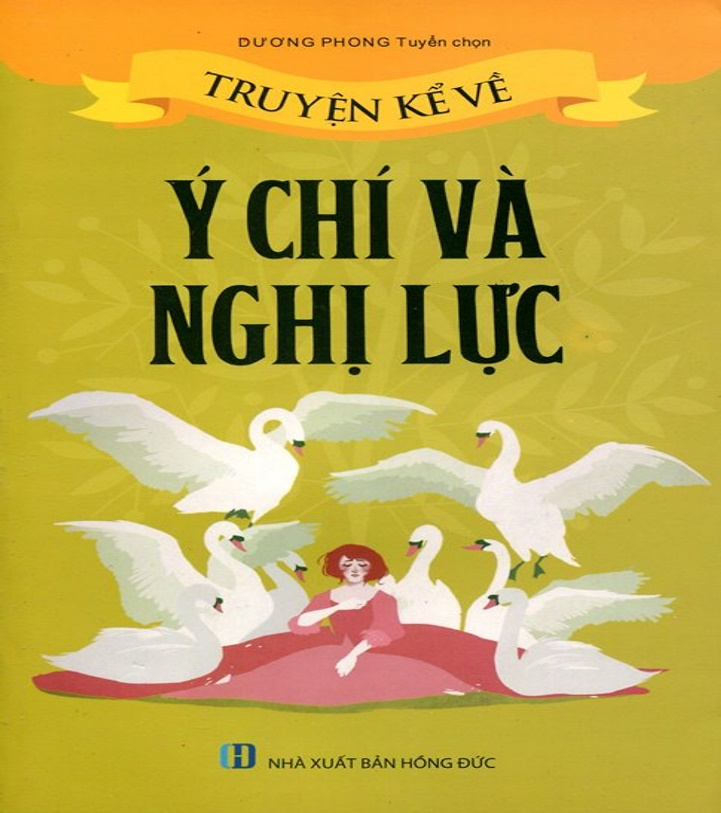 DƯƠNG PHONG Tuyển chọn
TRUYỆN KỂ VỀ
Ý CHÍ VÀ
NGHỊ LỰC
NHÀ XUẤT BẢN HỒNG ĐỨC